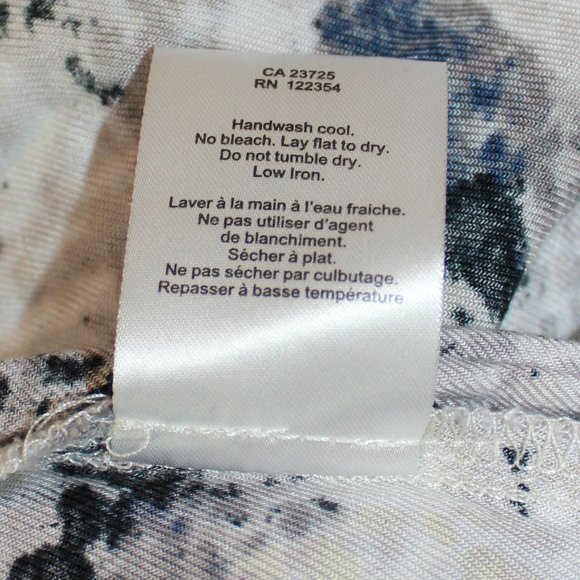 CA 23725
RN 122354
Handwash cool.
No bleach. Lay flat to dry.
Do not tumble dry.
Low Iron.
Laver à la main à l'eau fraiche.
Ne pas utiliser d'agent
de blanchiment.
Sécher à plat.
Ne pas sécher par culbutage.
Repasser à basse température